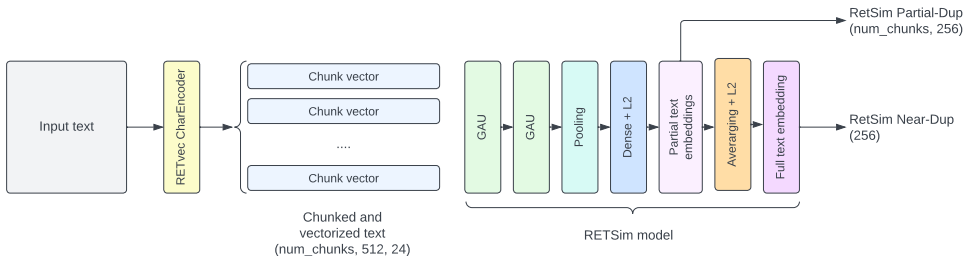 Input text
RETvec CharEncoder
Chunk vector
Chunk vector
....
Chunk vector
Chunked and
vectorized text
(num_chunks, 512, 24)
GAU
GAU
Pooling
Dense + L2
Partial text
embeddings
Averarging + L2
Full text embedding
RETSim model
RetSim Partial-Dup
(num_chunks, 256)
RetSim Near-Dup
(256)